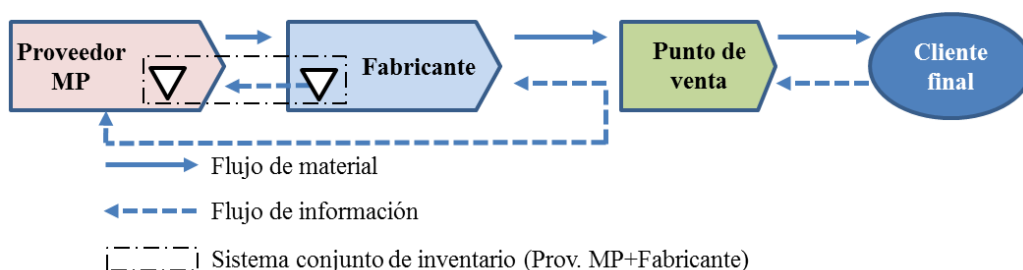 Proveedor
MP
Fabricante
Punto de
venta
Cliente
final
Flujo de material
Flujo de información
Sistema conjunto de inventario (Prov. MP+Fabricante)